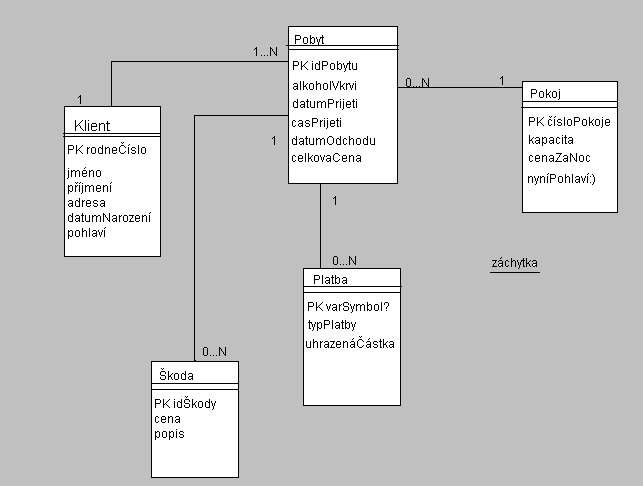 Pobyt
PK idPobytu
alkoholVkrvi
datumPrijeti
casPrijeti
datumOdchodu
celkovaCena
1...N
0...N
1
1
1
1
Klient
PK rodneČíslo
jméno
příjmení
adresa
datumNarození
pohlaví
Pokoj
PK čísloPokoje
kapacita
cenaZaNoc
nyníPohlaví:)
záchytka
0...N
Platba
PK varSymbol?
typPlatby
uhrazenáČástka
0...N
Škoda
PK idŠkody
cena
popis